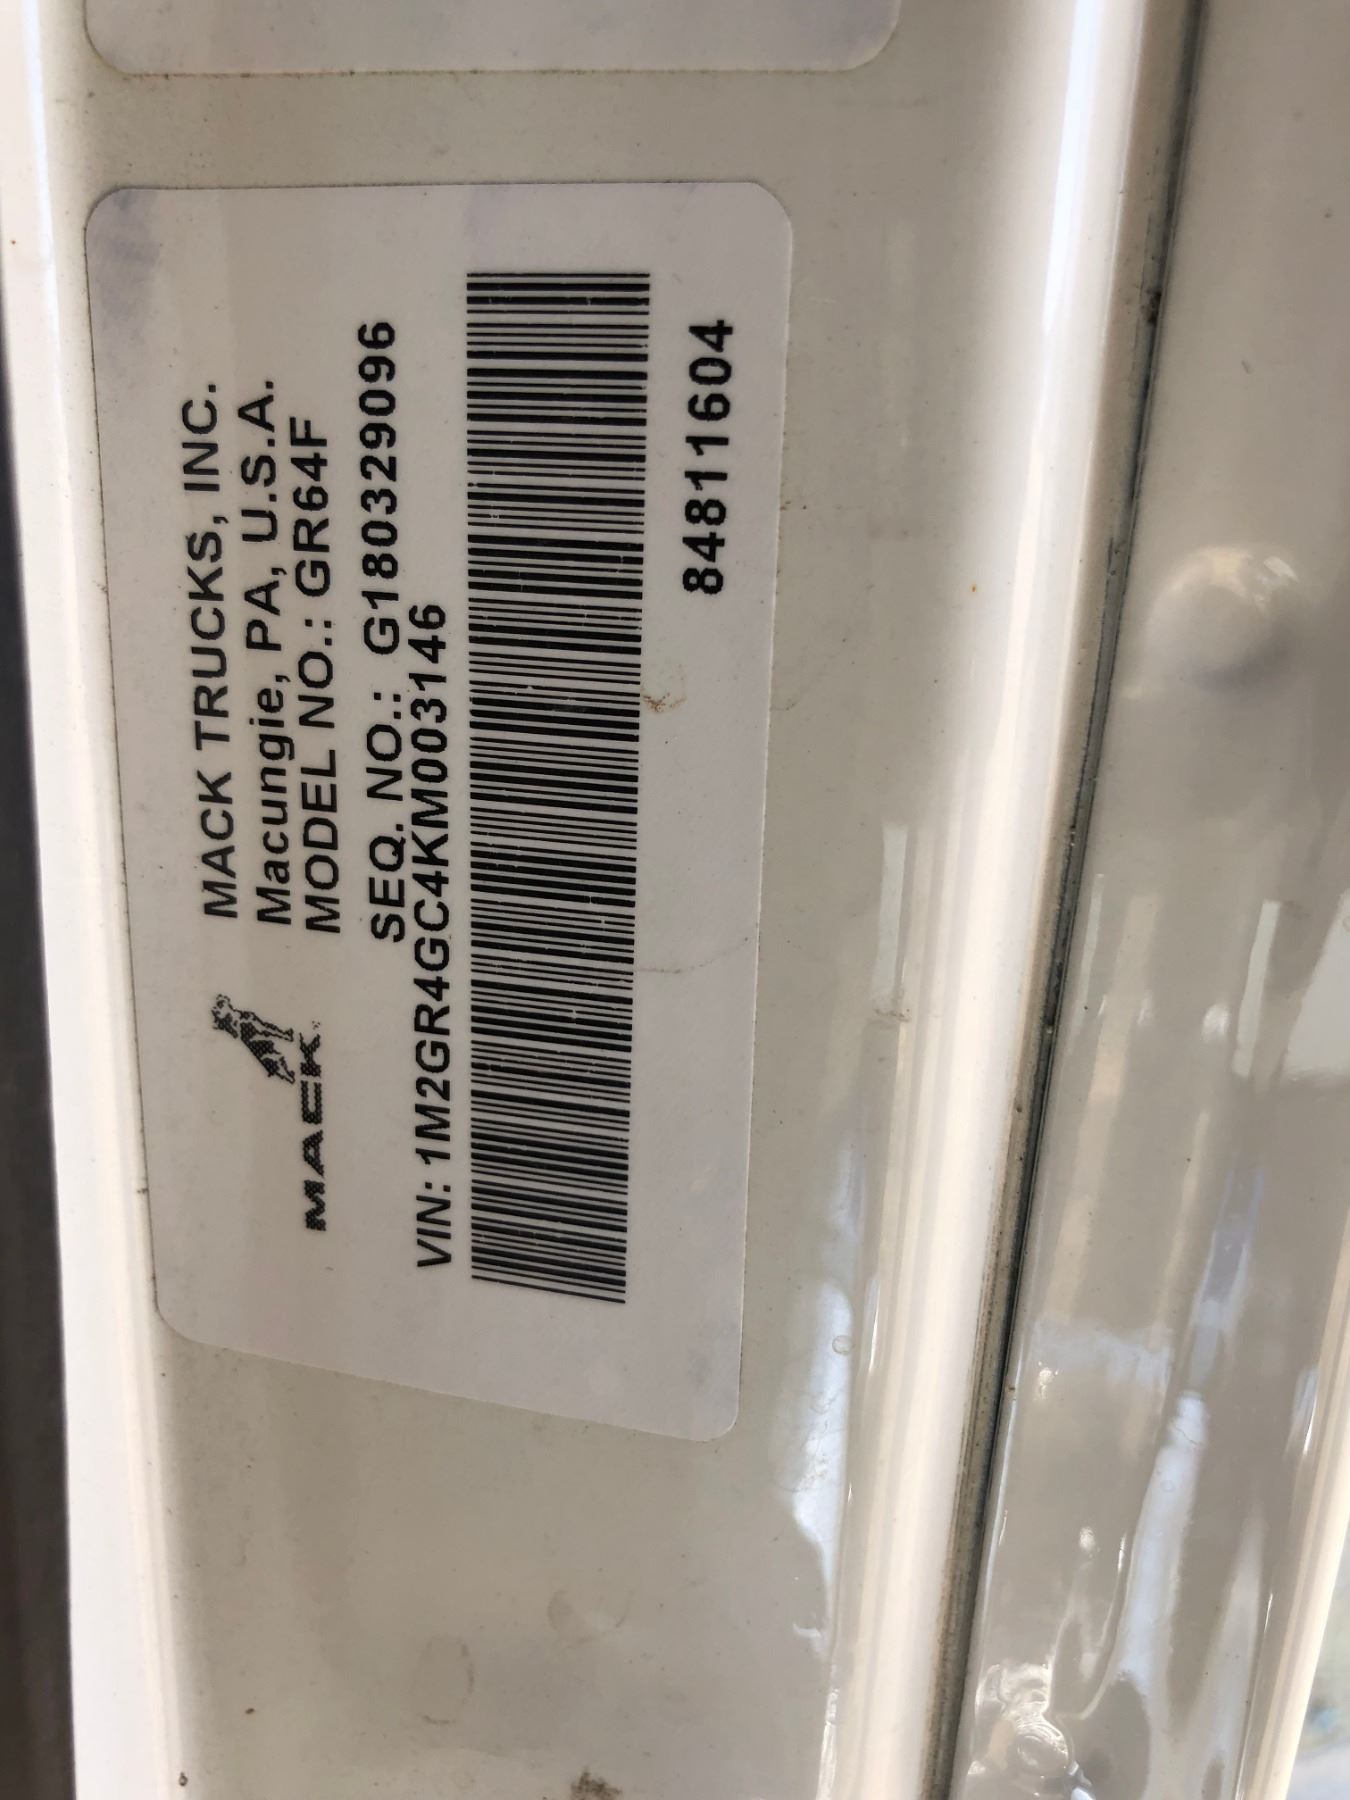 MACK TRUCKS, INC.
Macungie, PA, U.S.A.
MODEL NO.: GR64F
MACK
SEQ. NO.: G180329096
VIN: 1M2GR4GC4KM003146
84811604